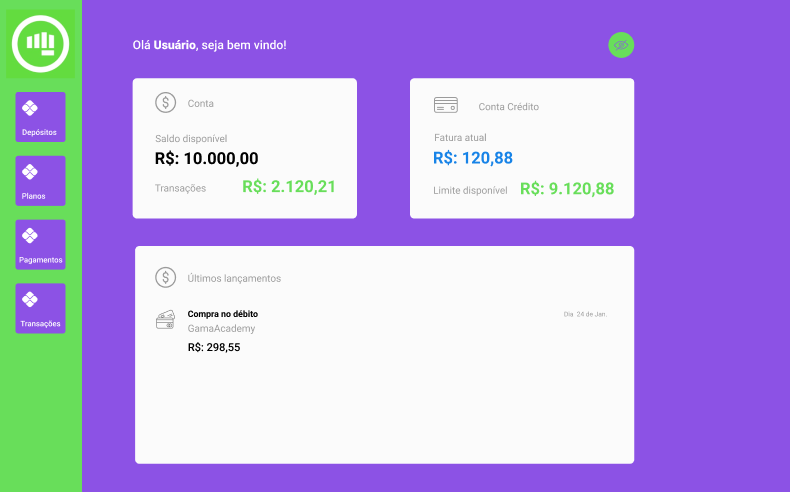 Olá Usuário, seja bem vindo!
Depósitos
Planos
Pagamentos
Transações
Conta
Saldo disponível
R$: 10.000,00
Transações R$: 2.120,21
Conta Crédito
Fatura atual
R$: 120,88
Limite disponível R$: 9.120,88
Últimos lançamentos
Compra no débito
Dia 24 de Jan.
GamaAcademy
R$: 298,55